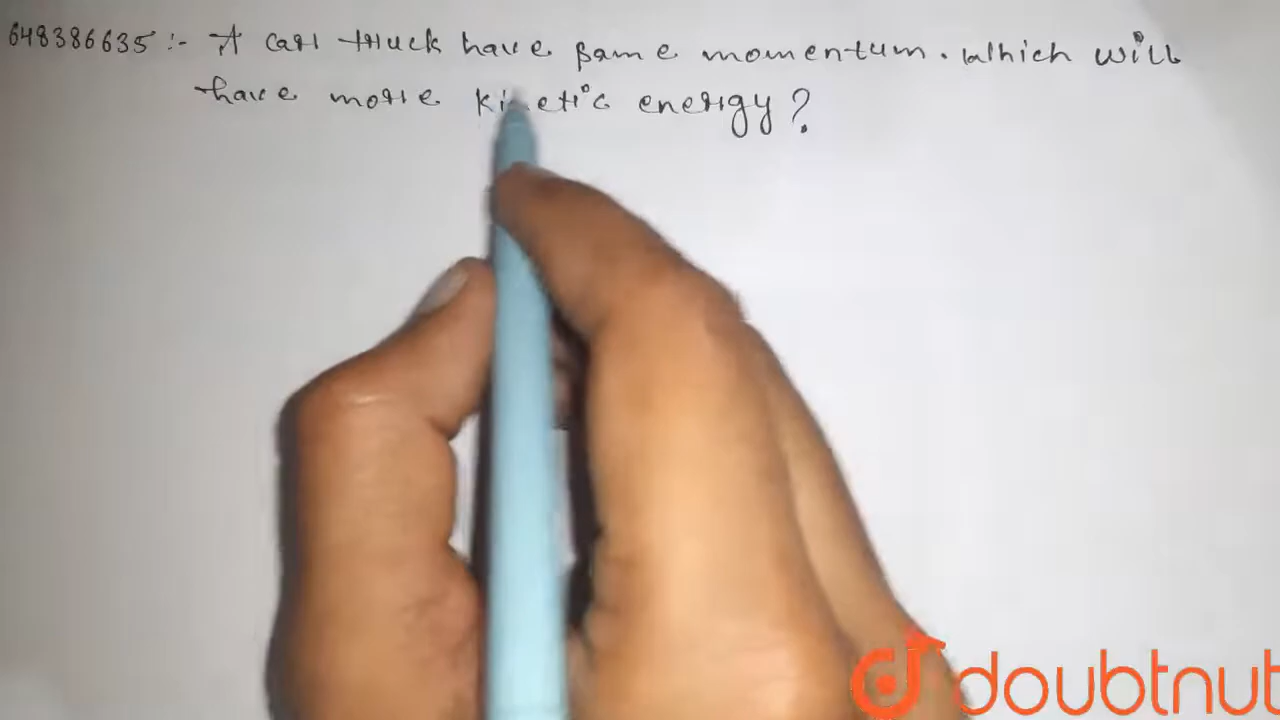 648386635 :- A car truck have same momentum. Which will
have more kinetic energy?
doubtnut